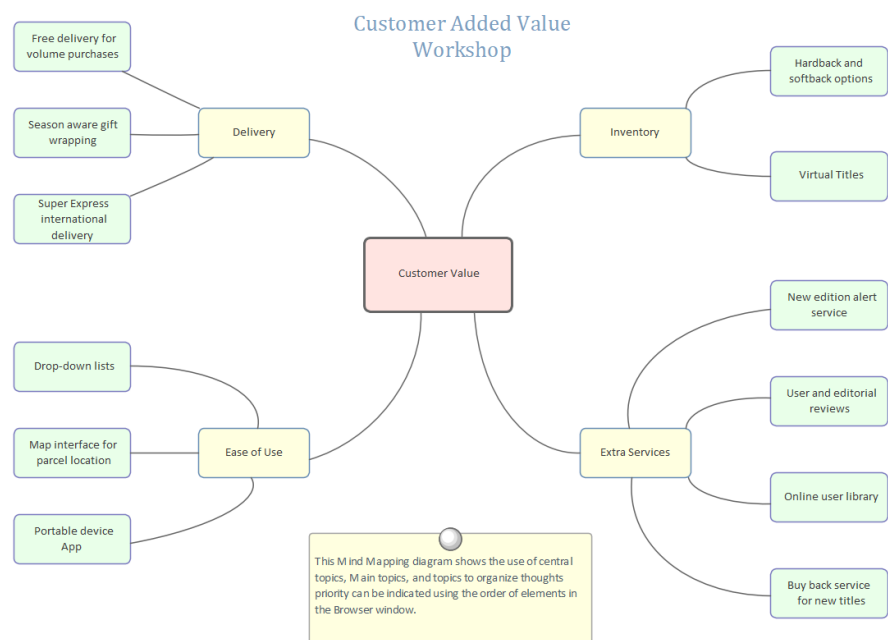 Customer Added Value
Workshop
Free delivery for
volume purchases
Season aware gift
wrapping
Super Express
international
delivery
Delivery
Inventory
Hardback and
softback options
Virtual Titles
Customer Value
Drop-down lists
Map interface for
parcel location
Portable device
App
Ease of Use
Extra Services
New edition alert
service
User and editorial
reviews
Online user library
Buy back service
for new titles
This Mind Mapping diagram shows the use of central
topics, Main topics, and topics to organize thoughts
priority can be indicated using the order of elements in
the Browser window.